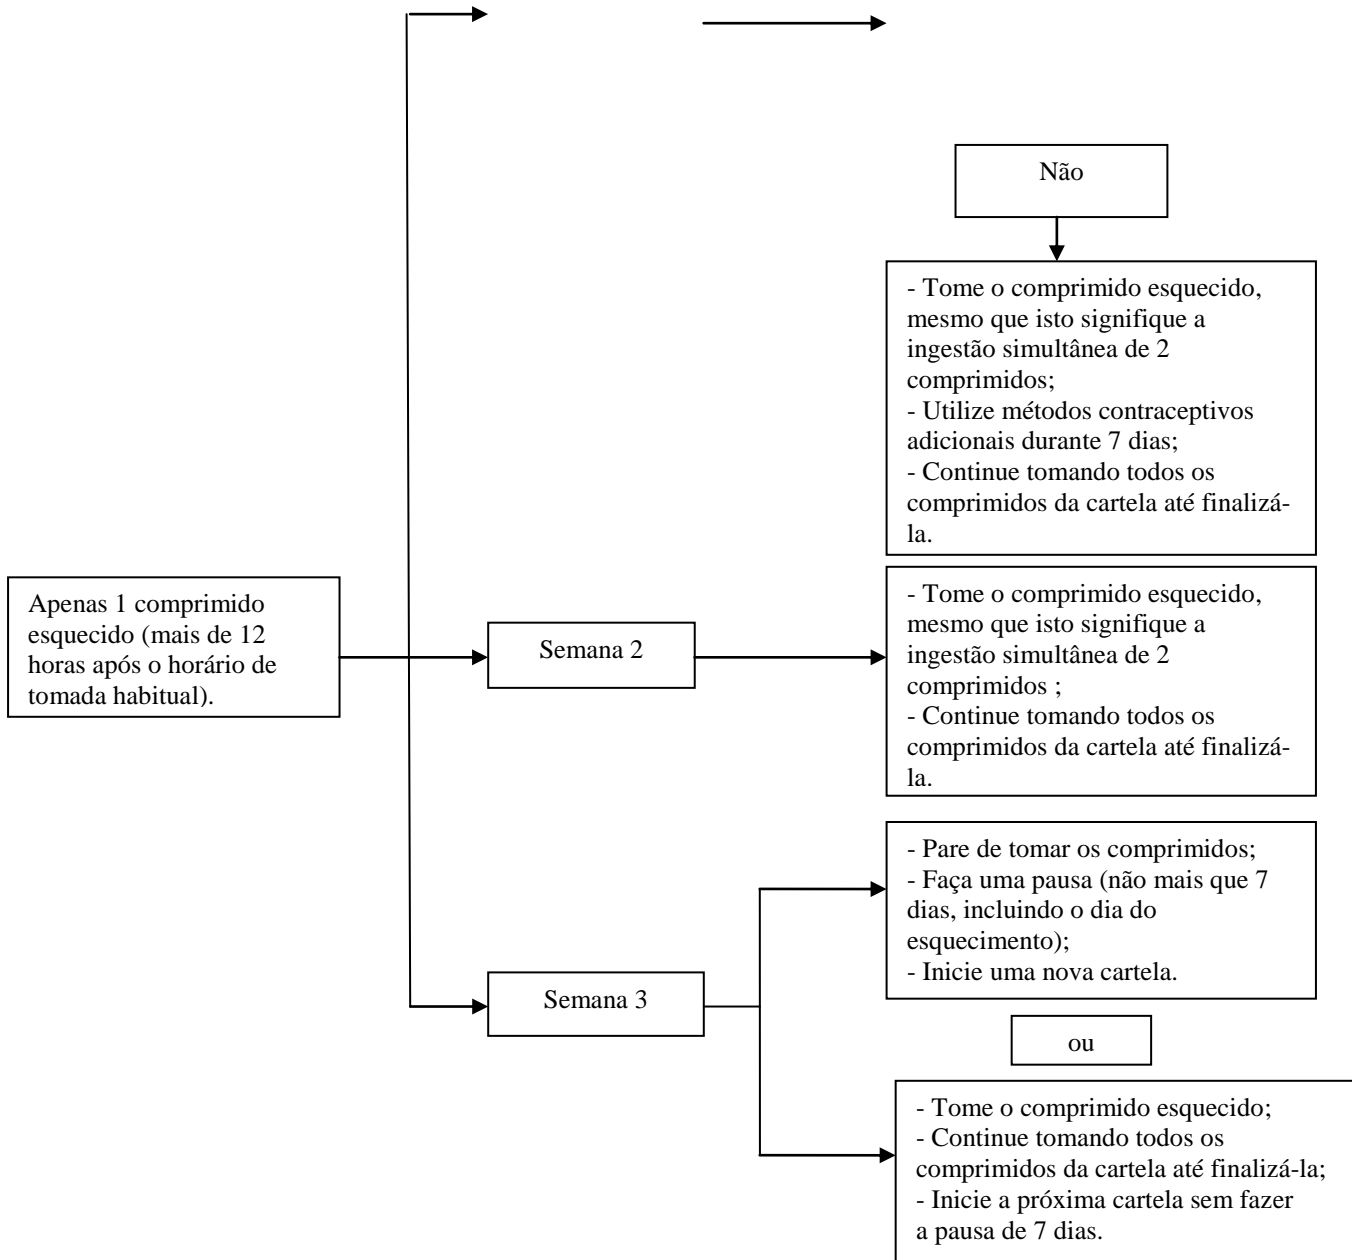 Não
- Tome o comprimido esquecido,
mesmo que isto signifique a
ingestão simultânea de 2
comprimidos;
- Utilize métodos contraceptivos
adicionais durante 7 dias;
- Continue tomando todos os
comprimidos da cartela até finalizá-
la.
Apenas 1 comprimido
esquecido (mais de 12
horas após o horário de
tomada habitual).
Semana 2
- Tome o comprimido esquecido,
mesmo que isto signifique a
ingestão simultânea de 2
comprimidos ;
- Continue tomando todos os
comprimidos da cartela até finalizá-
la.
Semana 3
- Pare de tomar os comprimidos;
- Faça uma pausa (não mais que 7
dias, incluindo o dia do
esquecimento);
- Inicie uma nova cartela.
ou
- Tome o comprimido esquecido;
- Continue tomando todos os
comprimidos da cartela até finalizá-la;
- Inicie a próxima cartela sem fazer
a pausa de 7 dias.